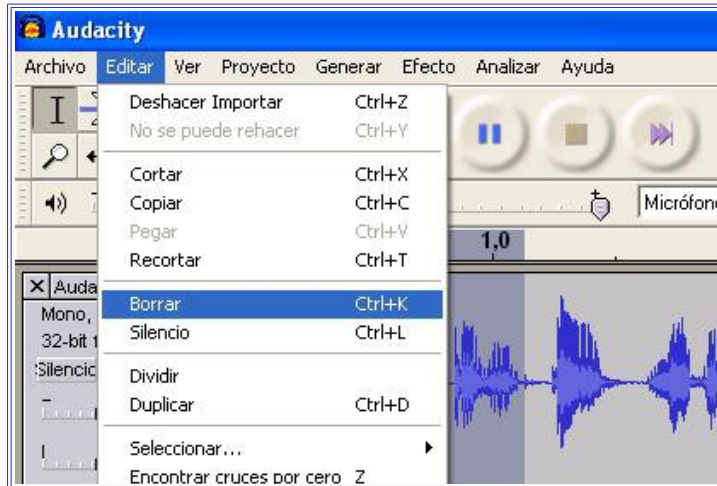 Audacity
Archivo Editar Ver Proyecto Generar Efecto Analizar Ayuda
Deshacer Importar Ctrl+Z
No se puede rehacer Ctrl+Y
Cortar Ctrl+X
Copiar Ctrl+C
Micrófono
Pegar Ctrl+V
1,0
Recortar Ctrl+T
Borrar Ctrl+K
Mono,
Silencio Ctrl+L
32-bit
Dividir
Duplicar Ctrl+D
Seleccionar...
Encontrar cruces por cero Z